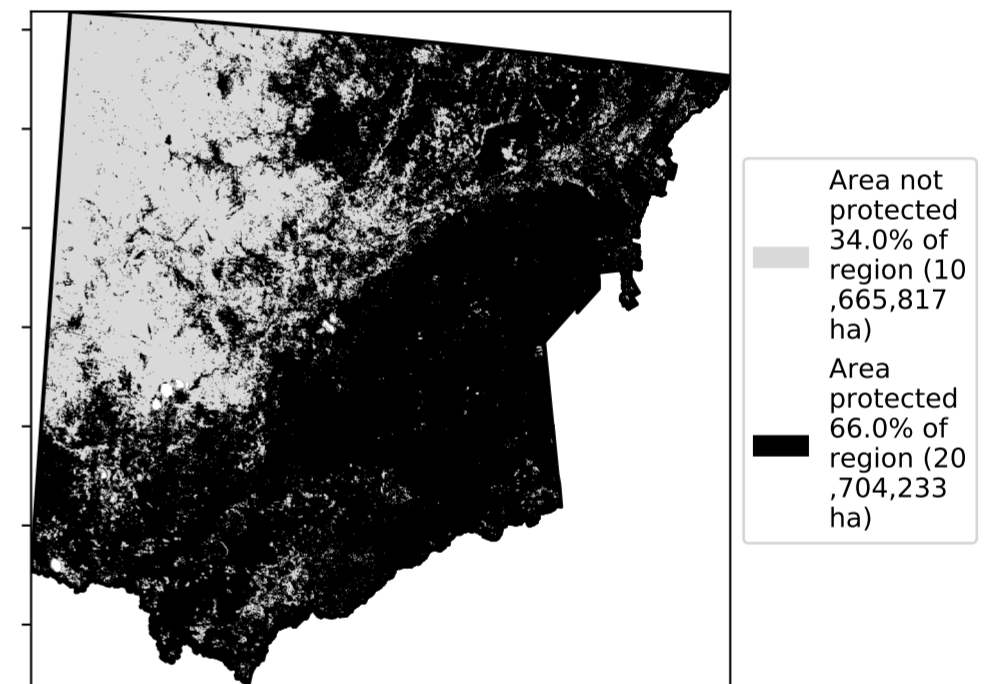 Area not
protected
34.0% of
region (10
,665,817
ha)
Area
protected
66.0% of
region (20
,704,233
ha)